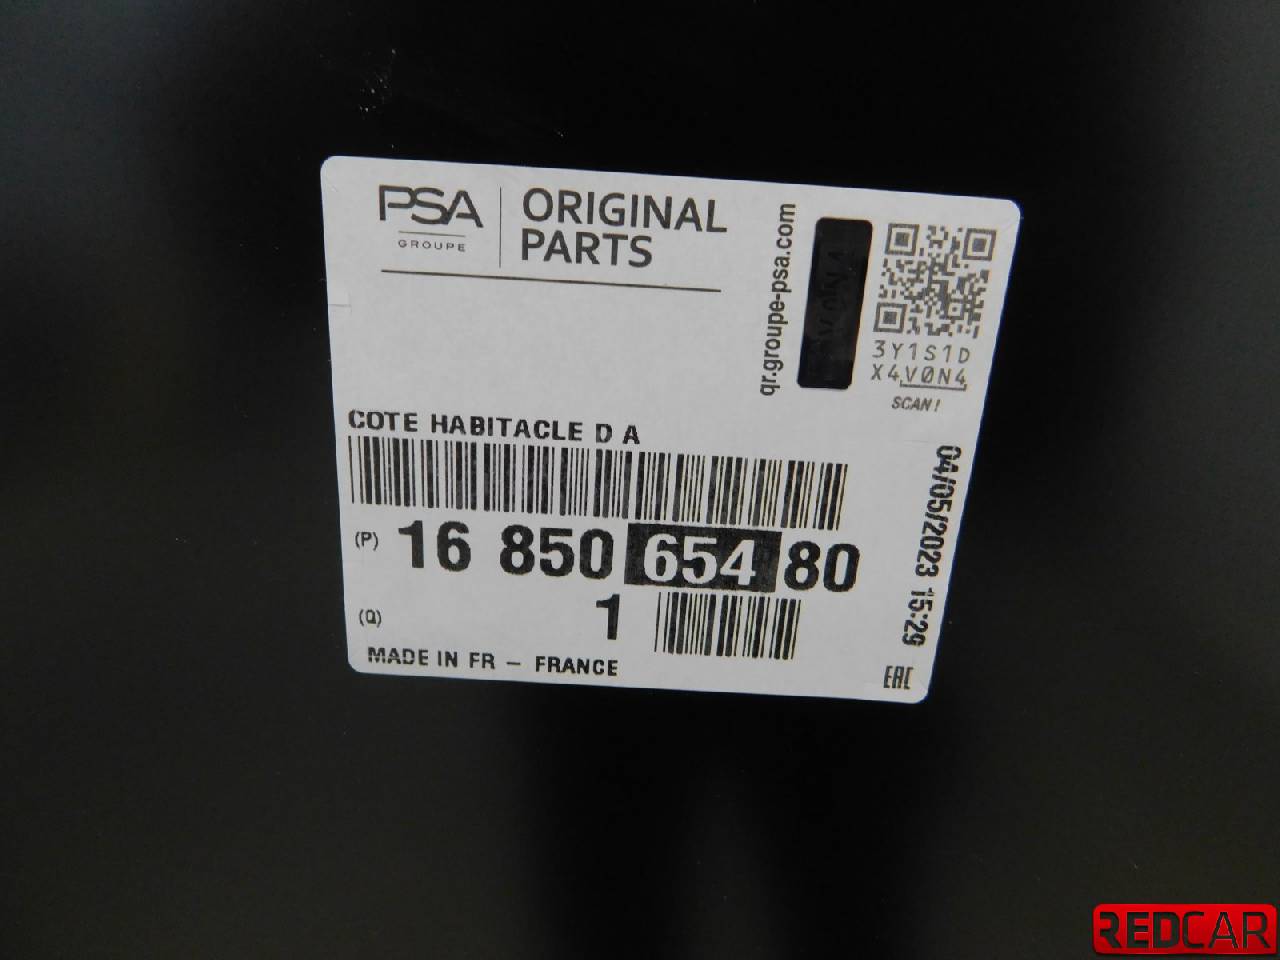 PSA
GROUPE
ORIGINAL
PARTS
qr.groupe-psa.com
3Y1S1D
X4V0N4
SCAN!
COTE HABITACLE D A
(P) 16 850 654 80
(Q) 1
MADE IN FR - FRANCE
04/05/2023 15:29
EAC
REDCAR